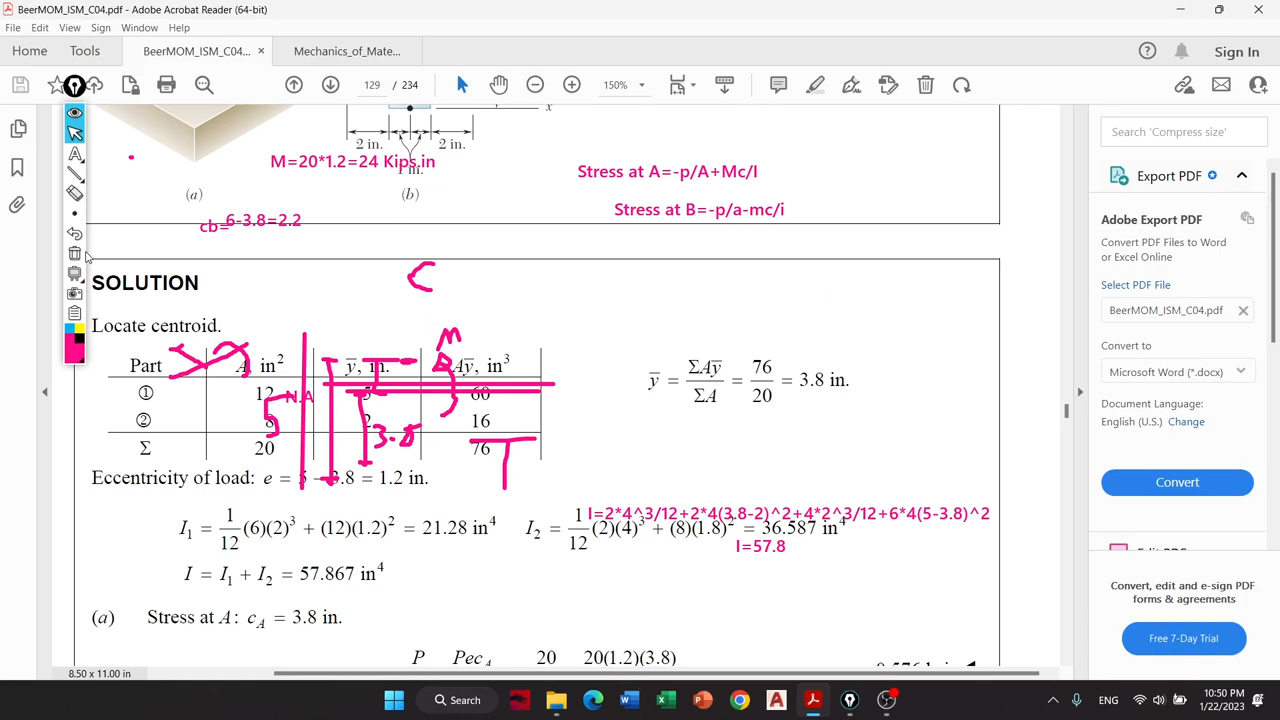 BeerMOM_ISM_C04.pdf - Adobe Acrobat Reader (64-bit)
File Edit View Sign Window Help
Home Tools BeerMOM_ISM_C04... × Mechanics_of_Mate... Sign In
129 / 234 150%
x
2 in. 2 in.
1 in.
M=20*1.2=24 Kips.in
Stress at A=-p/A+Mc/I
(a) (b)
Stress at B=-p/a-mc/i
cb=6-3.8=2.2
C
SOLUTION
Locate centroid.
M
Part A, in² y̅, in. Ay̅, in³
① 12 5 60
N.A
② 8 2 16
3.8
Σ 20 76
T
y̅ = ΣAy̅/ΣA = 76/20 = 3.8 in.
Eccentricity of load: e = 5 − 3.8 = 1.2 in.
I=2*4^3/12+2*4(3.8-2)^2+4*2^3/12+6*4(5-3.8)^2
I₁ = 1/12 (6)(2)³ + (12)(1.2)² = 21.28 in⁴ I₂ = 1/12 (2)(4)³ + (8)(1.8)² = 36.587 in⁴
I=57.8
I = I₁ + I₂ = 57.867 in⁴
(a) Stress at A: c_A = 3.8 in.
P Pec_A 20 20(1.2)(3.8)
8.50 x 11.00 in
Search 'Compress size'
Export PDF
Adobe Export PDF
Convert PDF Files to Word
or Excel Online
Select PDF File
BeerMOM_ISM_C04.pdf
Convert to
Microsoft Word (*.docx)
Document Language:
English (U.S.) Change
Convert
Convert, edit and e-sign PDF
forms & agreements
Free 7-Day Trial
Search
ENG
10:50 PM
1/22/2023